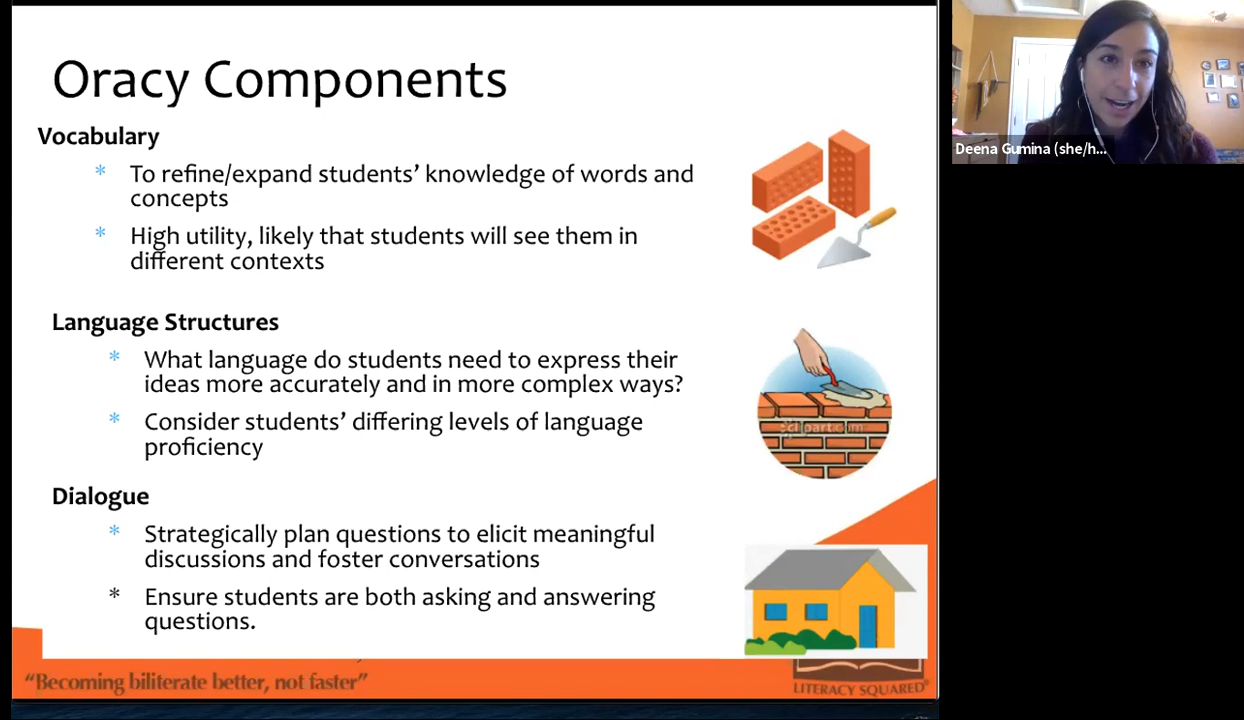 Oracy Components
Vocabulary
* To refine/expand students’ knowledge of words and
concepts
* High utility, likely that students will see them in
different contexts
Language Structures
* What language do students need to express their
ideas more accurately and in more complex ways?
* Consider students’ differing levels of language
proficiency
clipart.com
Dialogue
* Strategically plan questions to elicit meaningful
discussions and foster conversations
* Ensure students are both asking and answering
questions.
“Becoming biliterate better, not faster”
LITERACY SQUARED®
Deena Gumina (she/h...